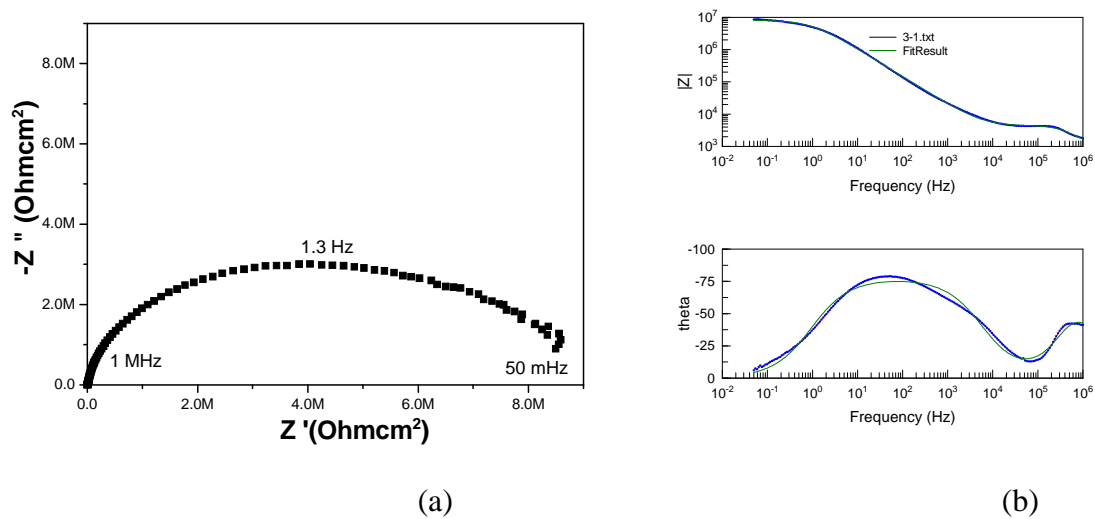 8.0M
6.0M
4.0M
2.0M
0.0
-Z '' (Ohmcm²)
1.3 Hz
1 MHz
50 mHz
0.0 2.0M 4.0M 6.0M 8.0M
Z '(Ohmcm²)
(a)
10⁷
10⁶
10⁵
10⁴
10³
|Z|
3-1.txt
FitResult
10⁻² 10⁻¹ 10⁰ 10¹ 10² 10³ 10⁴ 10⁵ 10⁶
Frequency (Hz)
-100
-75
-50
-25
0
theta
10⁻² 10⁻¹ 10⁰ 10¹ 10² 10³ 10⁴ 10⁵ 10⁶
Frequency (Hz)
(b)